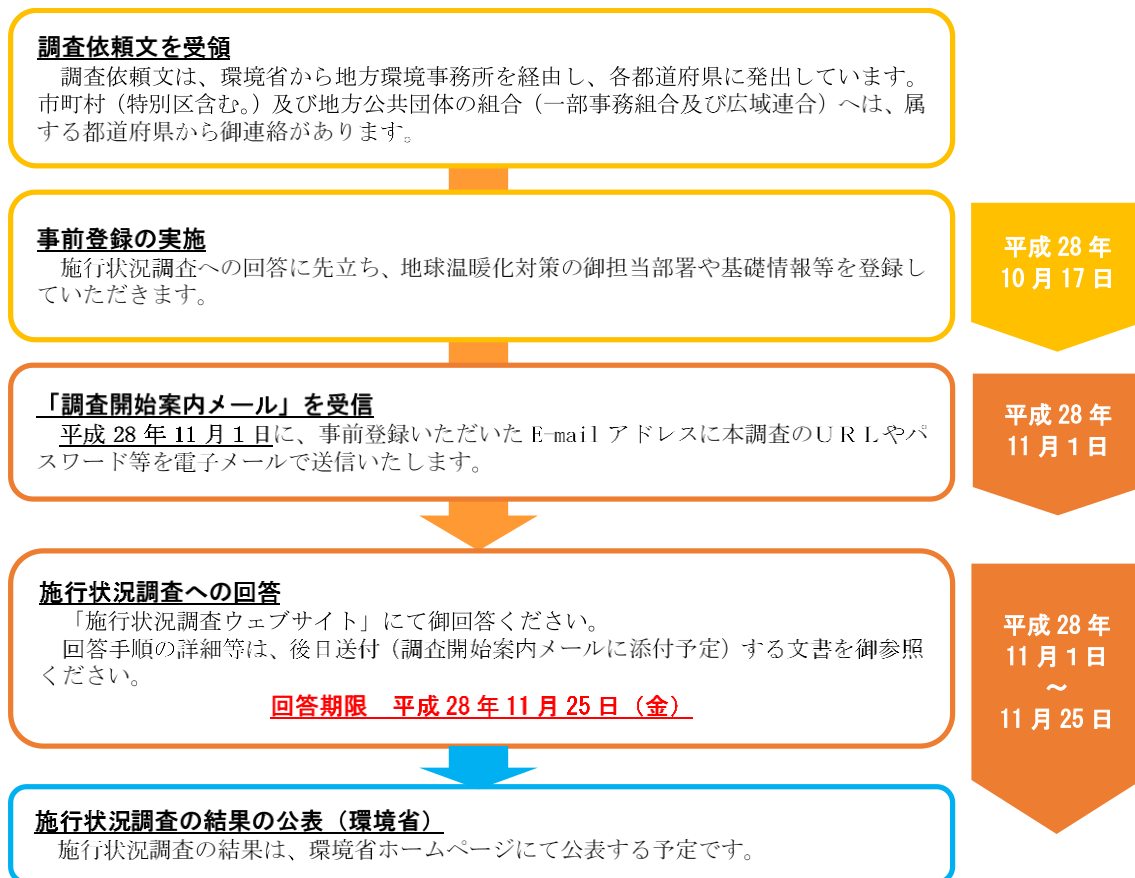 調査依頼文を受領
調査依頼文は、環境省から地方環境事務所を経由し、各都道府県に発出しています。
市町村（特別区含む。）及び地方公共団体の組合（一部事務組合及び広域連合）へは、属
する都道府県から御連絡があります。
事前登録の実施
施行状況調査への回答に先立ち、地球温暖化対策の御担当部署や基礎情報等を登録し
ていただきます。
平成 28 年
10 月 17 日
「調査開始案内メール」を受信
平成 28 年 11 月 1 日に、事前登録いただいた E-mail アドレスに本調査のＵＲＬやパ
スワード等を電子メールで送信いたします。
平成 28 年
11 月 1 日
施行状況調査への回答
「施行状況調査ウェブサイト」にて御回答ください。
回答手順の詳細等は、後日送付（調査開始案内メールに添付予定）する文書を御参照
ください。
回答期限　平成 28 年 11 月 25 日（金）
平成 28 年
11 月 1 日
～
11 月 25 日
施行状況調査の結果の公表（環境省）
施行状況調査の結果は、環境省ホームページにて公表する予定です。